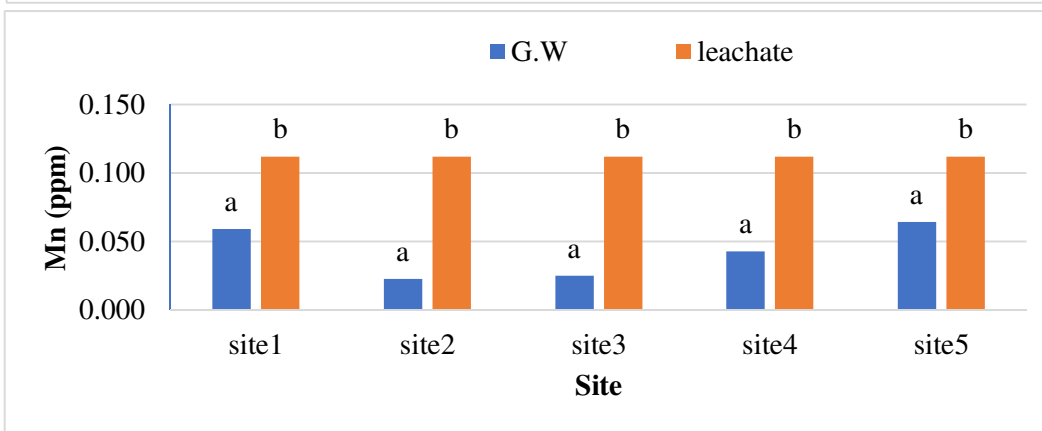 G.W leachate
0.150
0.100
0.050
0.000
Mn (ppm)
b b b b b
a a a a a
site1 site2 site3 site4 site5
Site